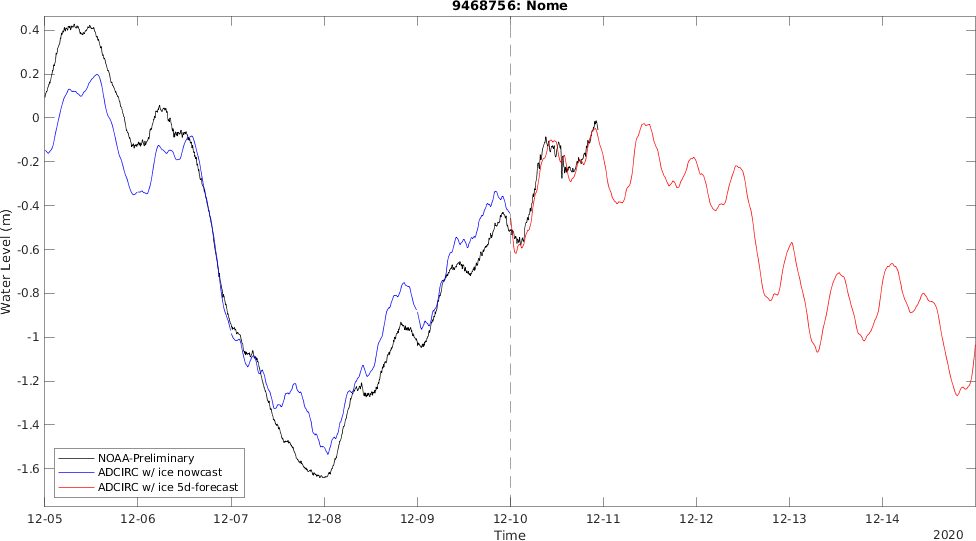 9468756: Nome
0.4
0.2
0
-0.2
-0.4
-0.6
-0.8
-1
-1.2
-1.4
-1.6
Water Level (m)
NOAA-Preliminary
ADCIRC w/ ice nowcast
ADCIRC w/ ice 5d-forecast
12-05 12-06 12-07 12-08 12-09 12-10 12-11 12-12 12-13 12-14
Time
2020